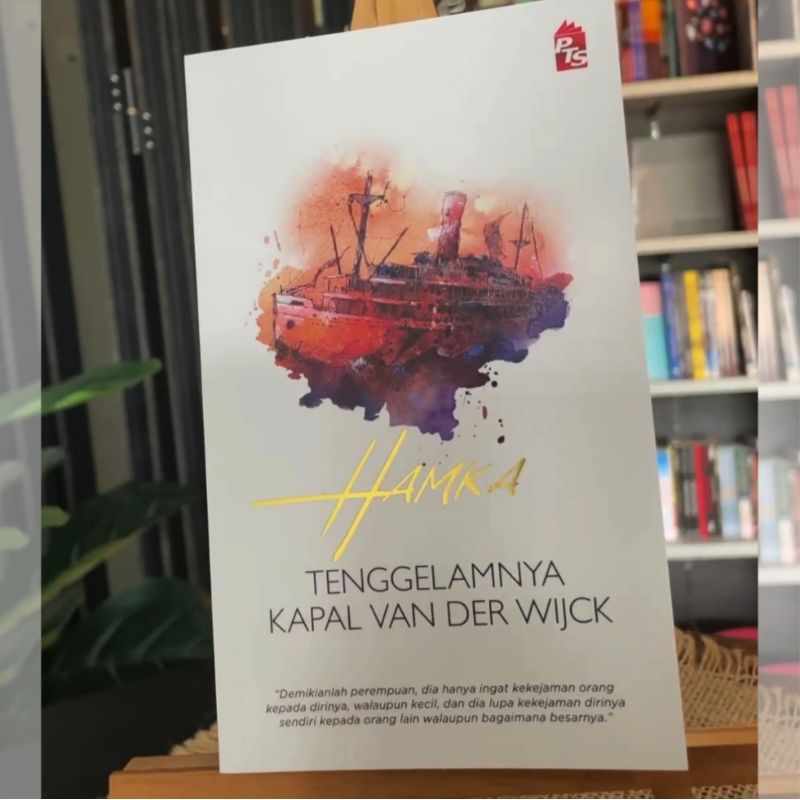 PTS
HAMKA
TENGGELAMNYA
KAPAL VAN DER WIJCK
"Demikianlah perempuan, dia hanya ingat kekejaman orang
kepada dirinya, walaupun kecil, dan dia lupa kekejaman dirinya
sendiri kepada orang lain walaupun bagaimana besarnya."